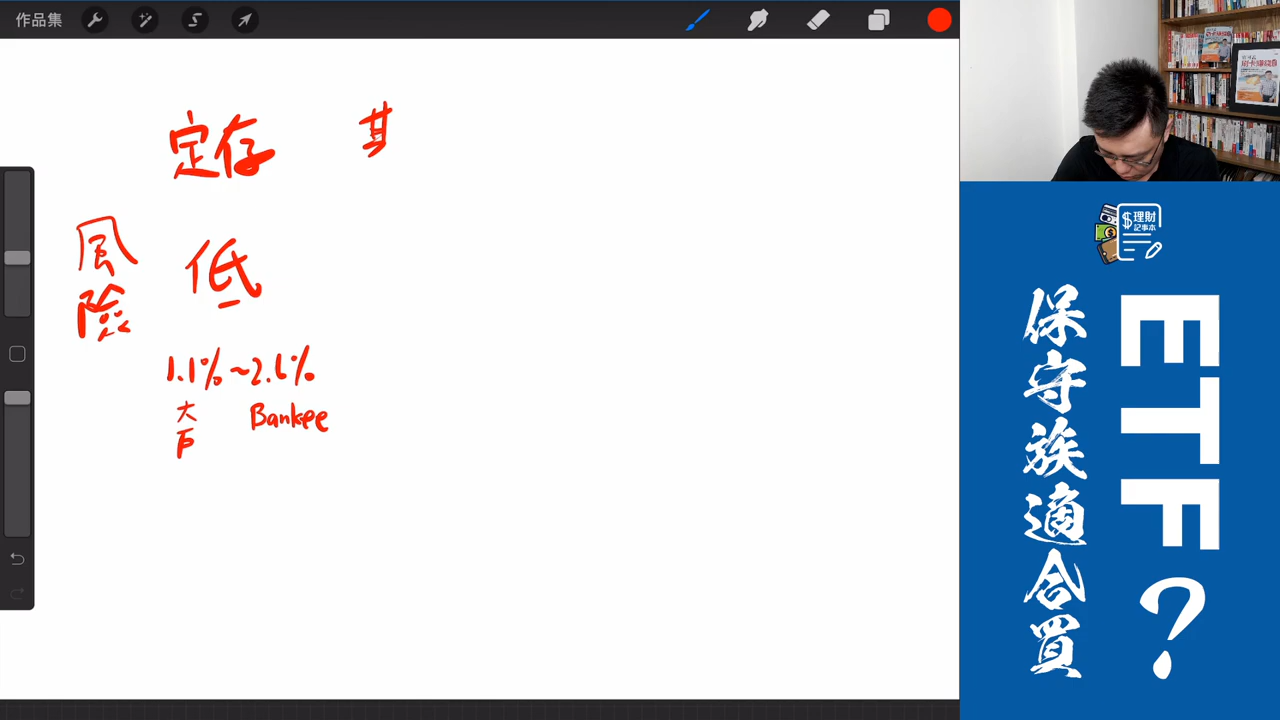 作品集
定存
風險
低
1.1%~2.6%
大戶
Bankee
$理財
記事本
ETF?
保守族適合買